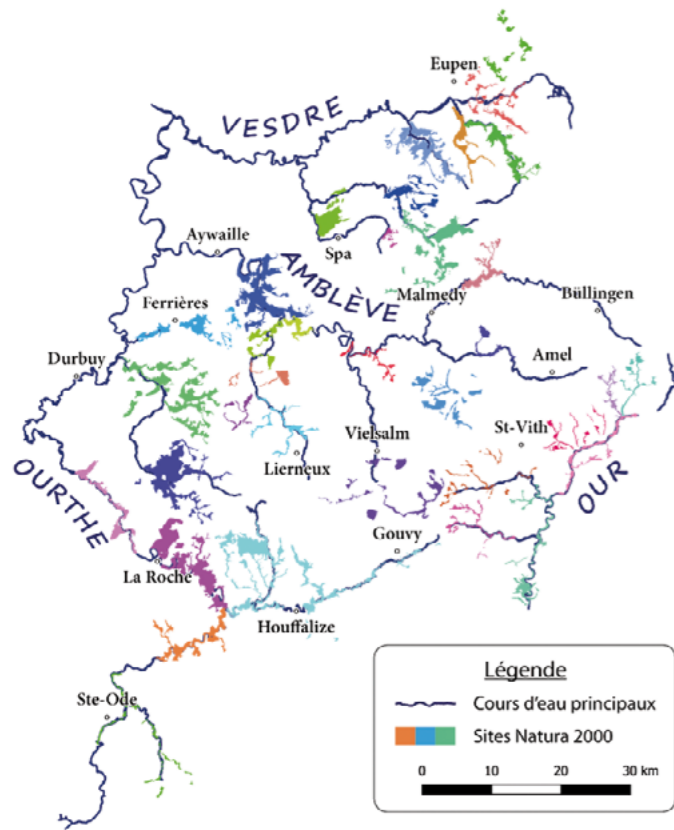 Eupen
VESDRE
Aywaille
Spa
AMBLÈVE
Ferrières
Malmedy
Büllingen
Durbuy
Amel
Vielsalm
St-Vith
Lierneux
OURTHE
OUR
Gouvy
La Roche
Houffalize
Ste-Ode
Légende
Cours d'eau principaux
Sites Natura 2000
0 10 20 30 km